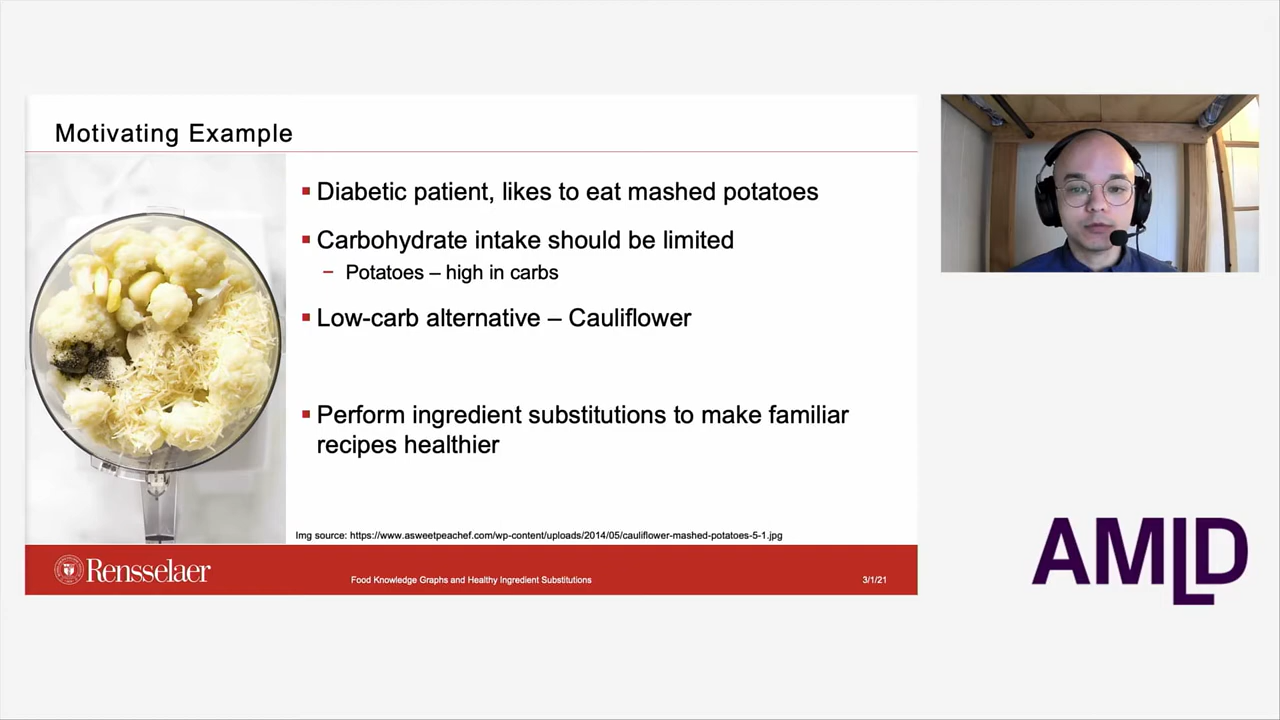 Motivating Example
▪ Diabetic patient, likes to eat mashed potatoes
▪ Carbohydrate intake should be limited
– Potatoes – high in carbs
▪ Low-carb alternative – Cauliflower
▪ Perform ingredient substitutions to make familiar
recipes healthier
Img source: https://www.asweetpeachef.com/wp-content/uploads/2014/05/cauliflower-mashed-potatoes-5-1.jpg
Rensselaer
Food Knowledge Graphs and Healthy Ingredient Substitutions
3/1/21
AMLD